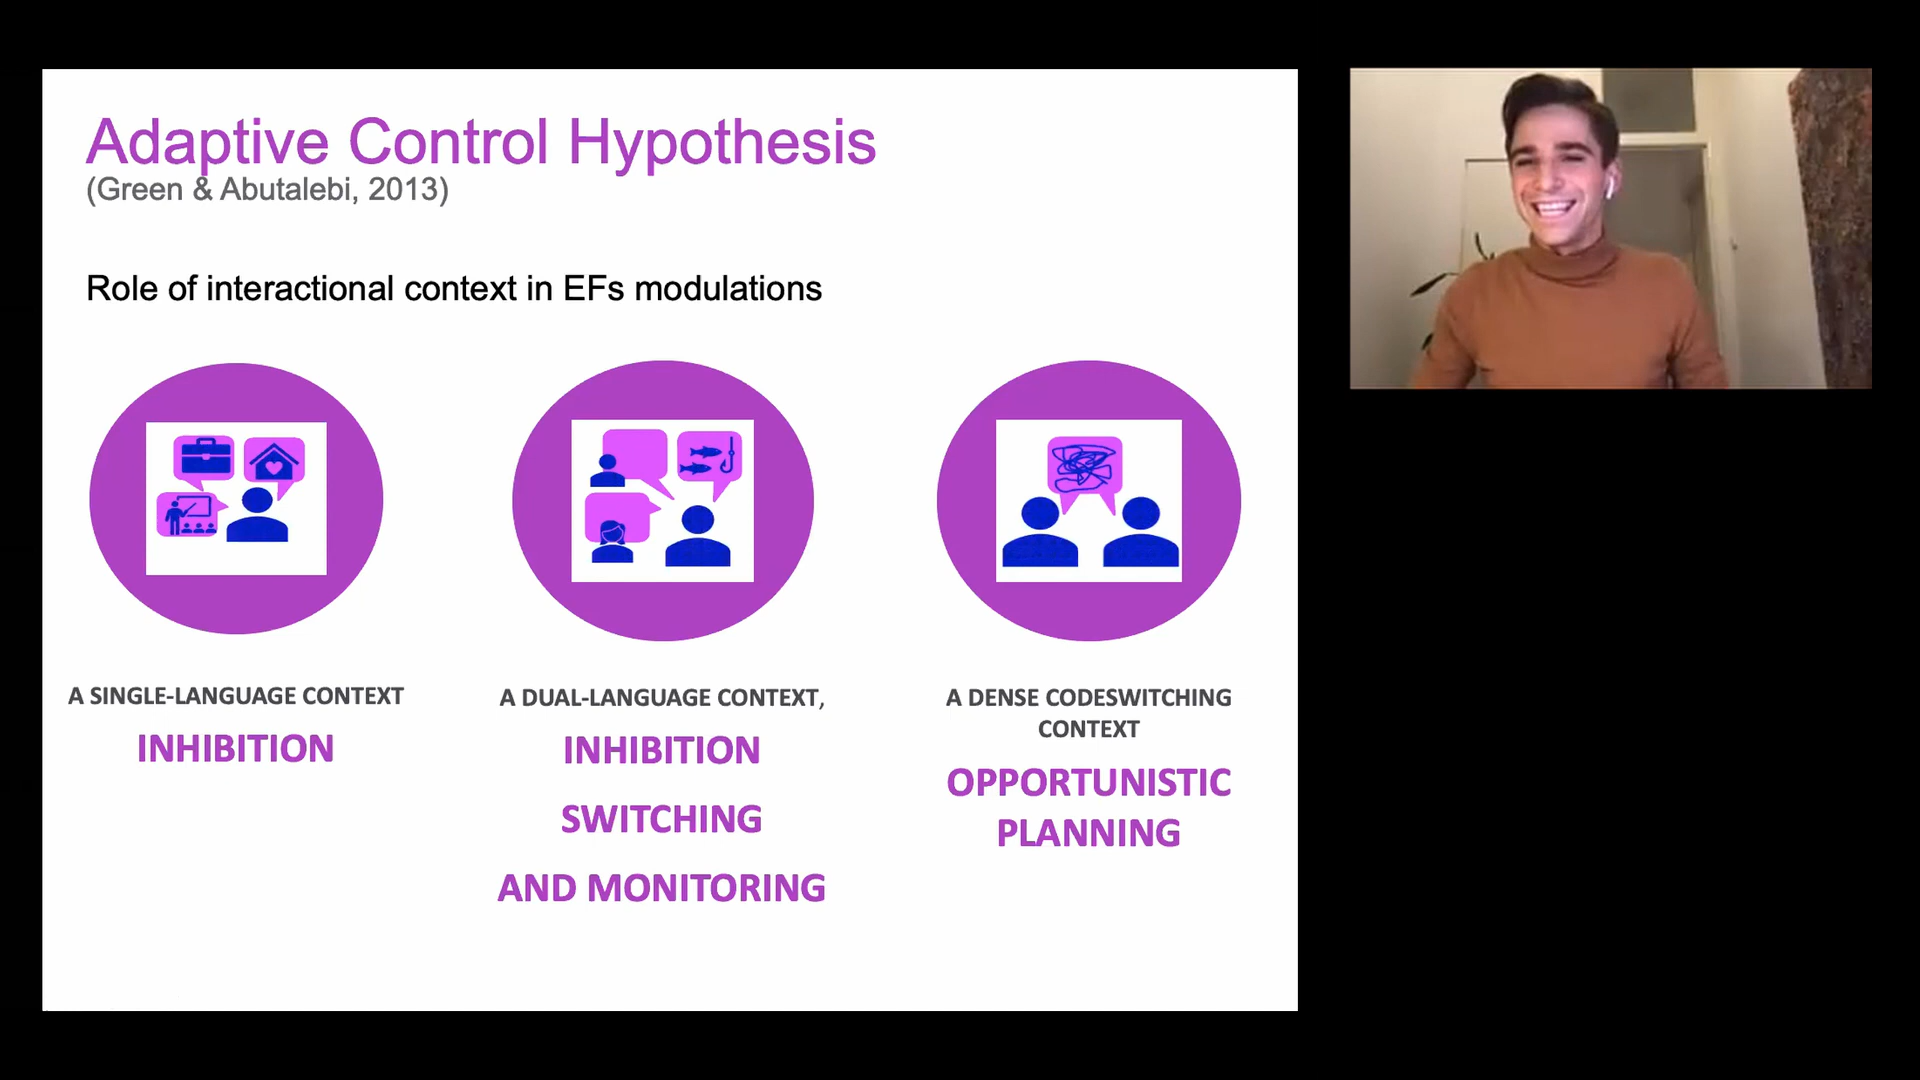 Adaptive Control Hypothesis
(Green & Abutalebi, 2013)
Role of interactional context in EFs modulations
A SINGLE-LANGUAGE CONTEXT
INHIBITION
A DUAL-LANGUAGE CONTEXT,
INHIBITION
SWITCHING
AND MONITORING
A DENSE CODESWITCHING
CONTEXT
OPPORTUNISTIC
PLANNING